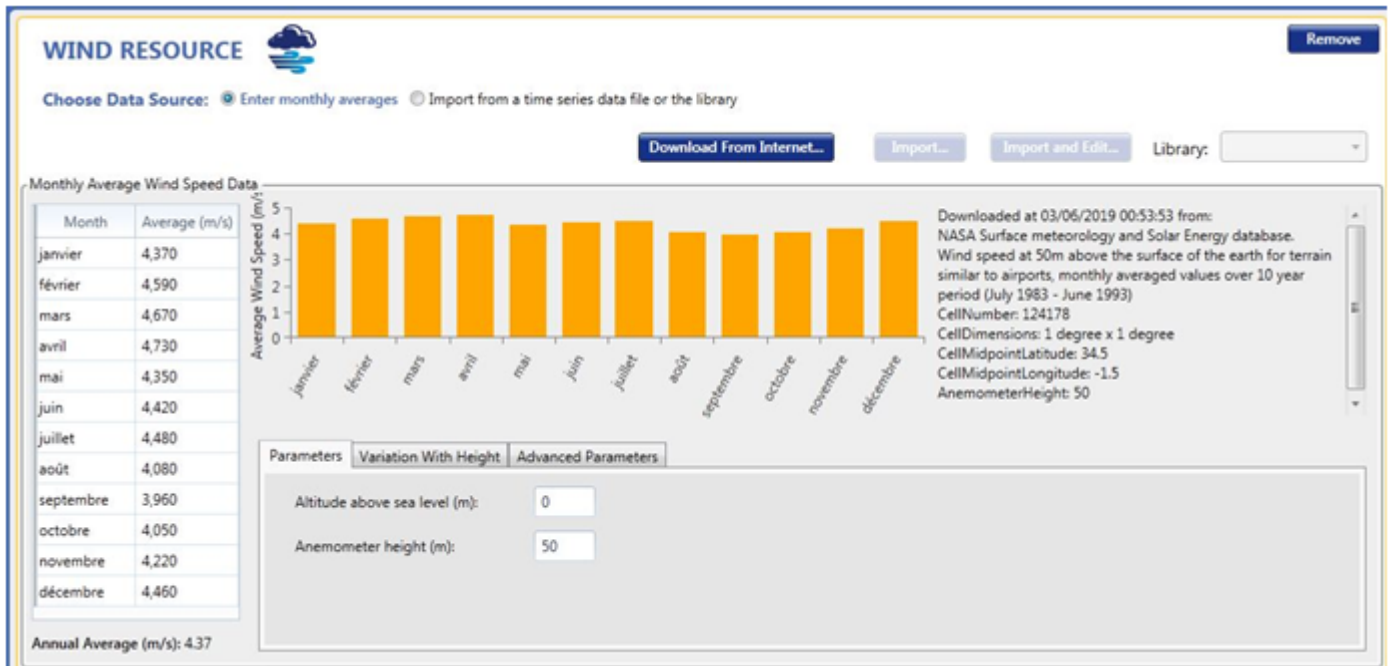 WIND RESOURCE
Remove
Choose Data Source: Enter monthly averages Import from a time series data file or the library
Download From Internet... Import... Import and Edit... Library:
Monthly Average Wind Speed Data
Month Average (m/s)
janvier 4,370
février 4,590
mars 4,670
avril 4,730
mai 4,350
juin 4,420
juillet 4,480
août 4,080
septembre 3,960
octobre 4,050
novembre 4,220
décembre 4,460
Annual Average (m/s): 4.37
Average Wind Speed (m/s
5
4
3
2
1
0
janvier février mars avril mai juin juillet août septembre octobre novembre décembre
Downloaded at 03/06/2019 00:53:53 from:
NASA Surface meteorology and Solar Energy database.
Wind speed at 50m above the surface of the earth for terrain
similar to airports, monthly averaged values over 10 year
period (July 1983 - June 1993)
CellNumber: 124178
CellDimensions: 1 degree x 1 degree
CellMidpointLatitude: 34.5
CellMidpointLongitude: -1.5
AnemometerHeight: 50
Parameters Variation With Height Advanced Parameters
Altitude above sea level (m): 0
Anemometer height (m): 50